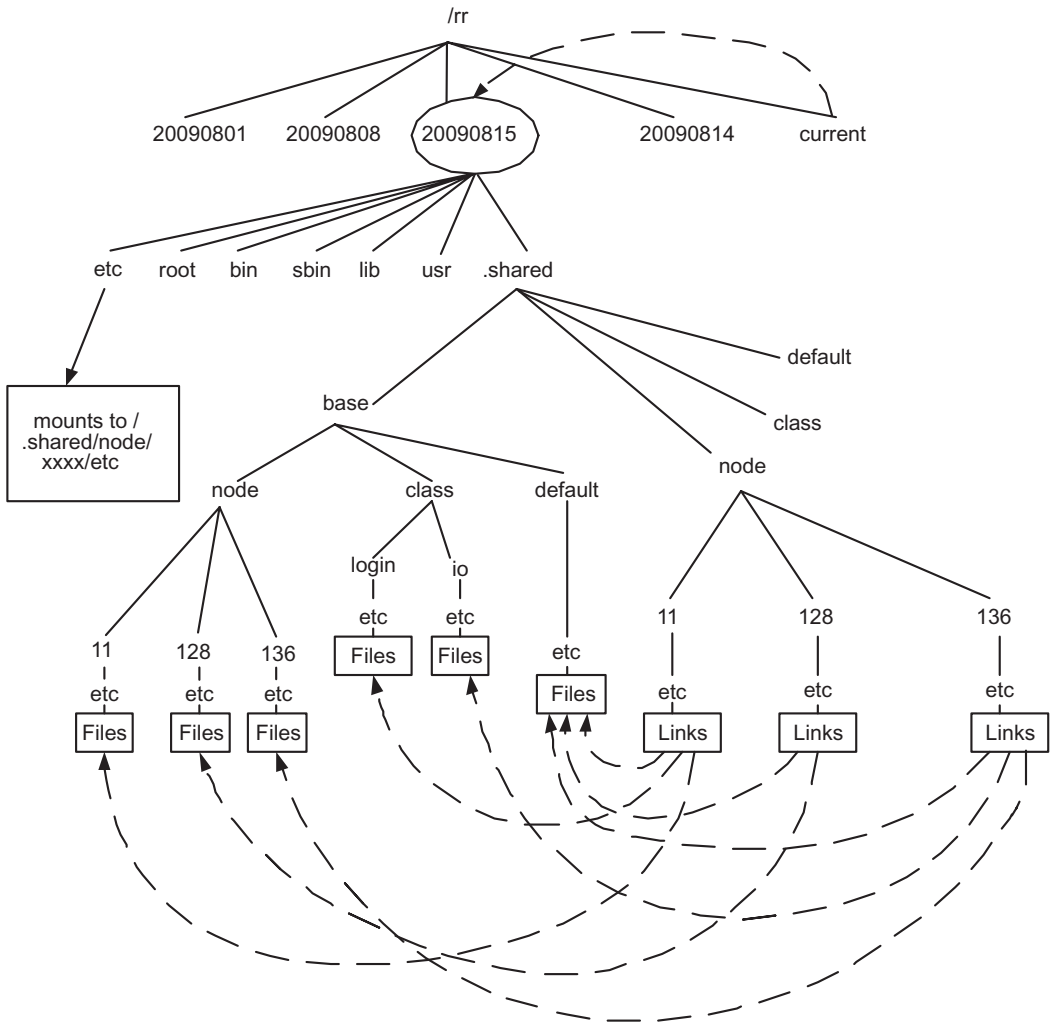 /rr
20090801
20090808
20090815
20090814
current
etc
root
bin
sbin
lib
usr
.shared
mounts to /
.shared/node/
xxxx/etc
default
class
base
node
node
class
default
login
io
etc
etc
Files
Files
11
128
136
etc
etc
etc
Files
Files
Files
etc
Files
11
128
136
etc
etc
etc
Links
Links
Links